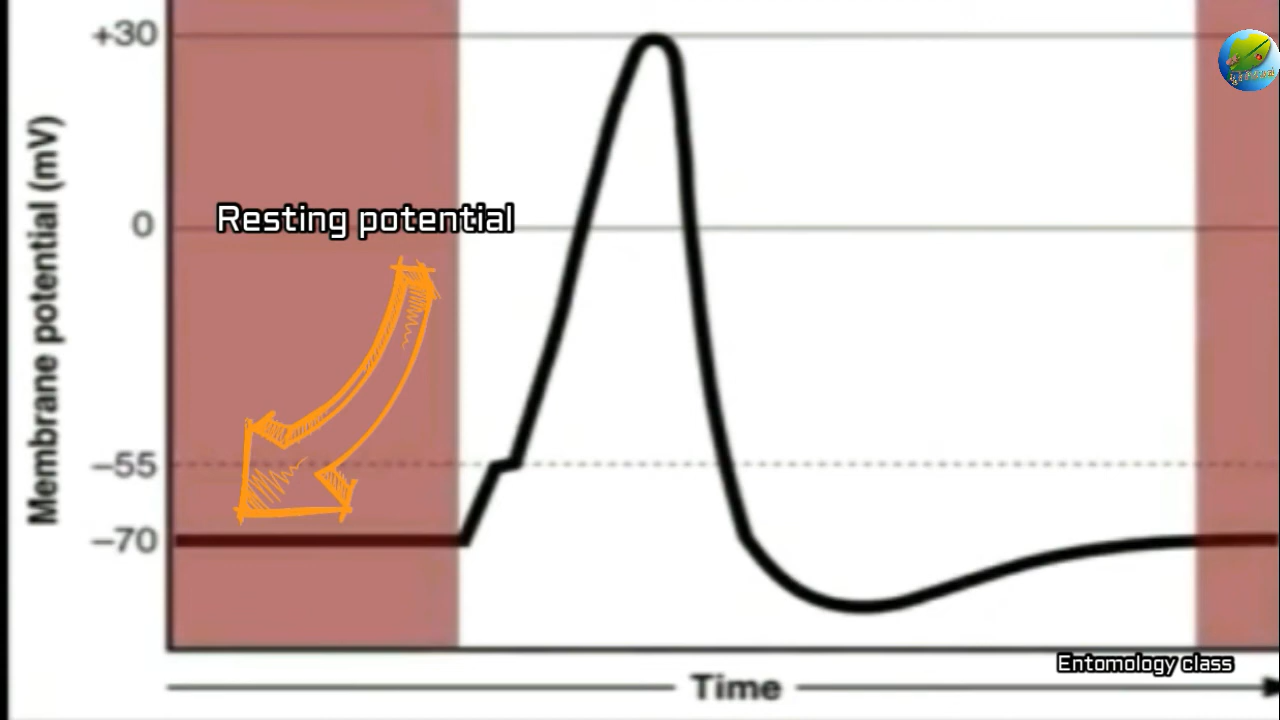 +30
Membrane potential (mV)
Resting potential
0
−55
−70
Entomology class
Time